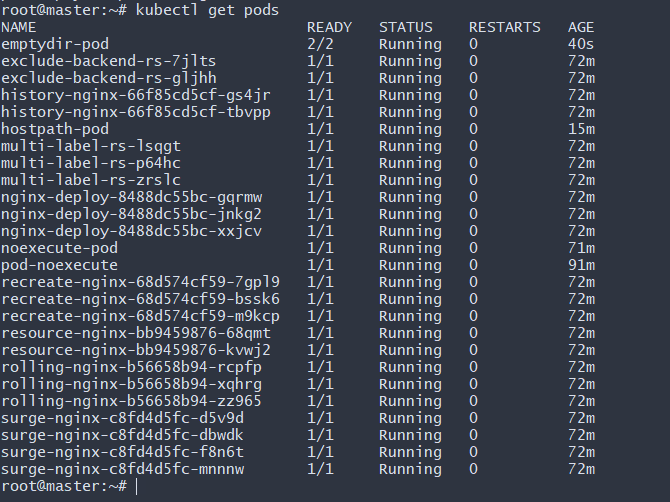 root@master:~# kubectl get pods
NAME READY STATUS RESTARTS AGE
emptydir-pod 2/2 Running 0 40s
exclude-backend-rs-7jlts 1/1 Running 0 72m
exclude-backend-rs-gljhh 1/1 Running 0 72m
history-nginx-66f85cd5cf-gs4jr 1/1 Running 0 72m
history-nginx-66f85cd5cf-tbvpp 1/1 Running 0 72m
hostpath-pod 1/1 Running 0 15m
multi-label-rs-lsqgt 1/1 Running 0 72m
multi-label-rs-p64hc 1/1 Running 0 72m
multi-label-rs-zrslc 1/1 Running 0 72m
nginx-deploy-8488dc55bc-gqrmw 1/1 Running 0 72m
nginx-deploy-8488dc55bc-jnkg2 1/1 Running 0 72m
nginx-deploy-8488dc55bc-xxjcv 1/1 Running 0 72m
noexecute-pod 1/1 Running 0 71m
pod-noexecute 1/1 Running 0 91m
recreate-nginx-68d574cf59-7gpl9 1/1 Running 0 72m
recreate-nginx-68d574cf59-bssk6 1/1 Running 0 72m
recreate-nginx-68d574cf59-m9kcp 1/1 Running 0 72m
resource-nginx-bb9459876-68qmt 1/1 Running 0 72m
resource-nginx-bb9459876-kvwj2 1/1 Running 0 72m
rolling-nginx-b56658b94-rcpfp 1/1 Running 0 72m
rolling-nginx-b56658b94-xqhrg 1/1 Running 0 72m
rolling-nginx-b56658b94-zz965 1/1 Running 0 72m
surge-nginx-c8fd4d5fc-d5v9d 1/1 Running 0 72m
surge-nginx-c8fd4d5fc-dbwdk 1/1 Running 0 72m
surge-nginx-c8fd4d5fc-f8n6t 1/1 Running 0 72m
surge-nginx-c8fd4d5fc-mnnnw 1/1 Running 0 72m
root@master:~#